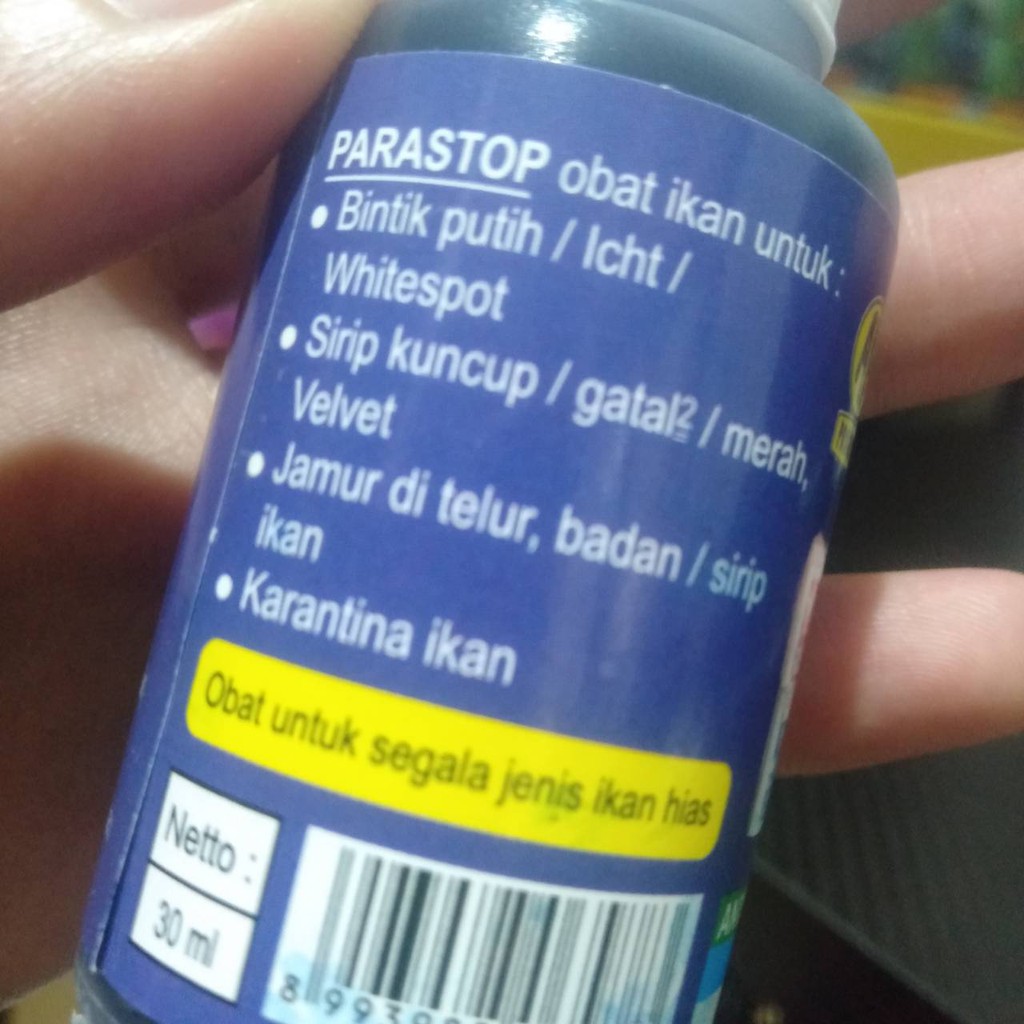 PARASTOP obat ikan untuk :
• Bintik putih / Icht /
Whitespot
• Sirip kuncup / gatal2 / merah,
Velvet
• Jamur di telur, badan / sirip
ikan
• Karantina ikan
Obat untuk segala jenis ikan hias
Netto :
30 ml